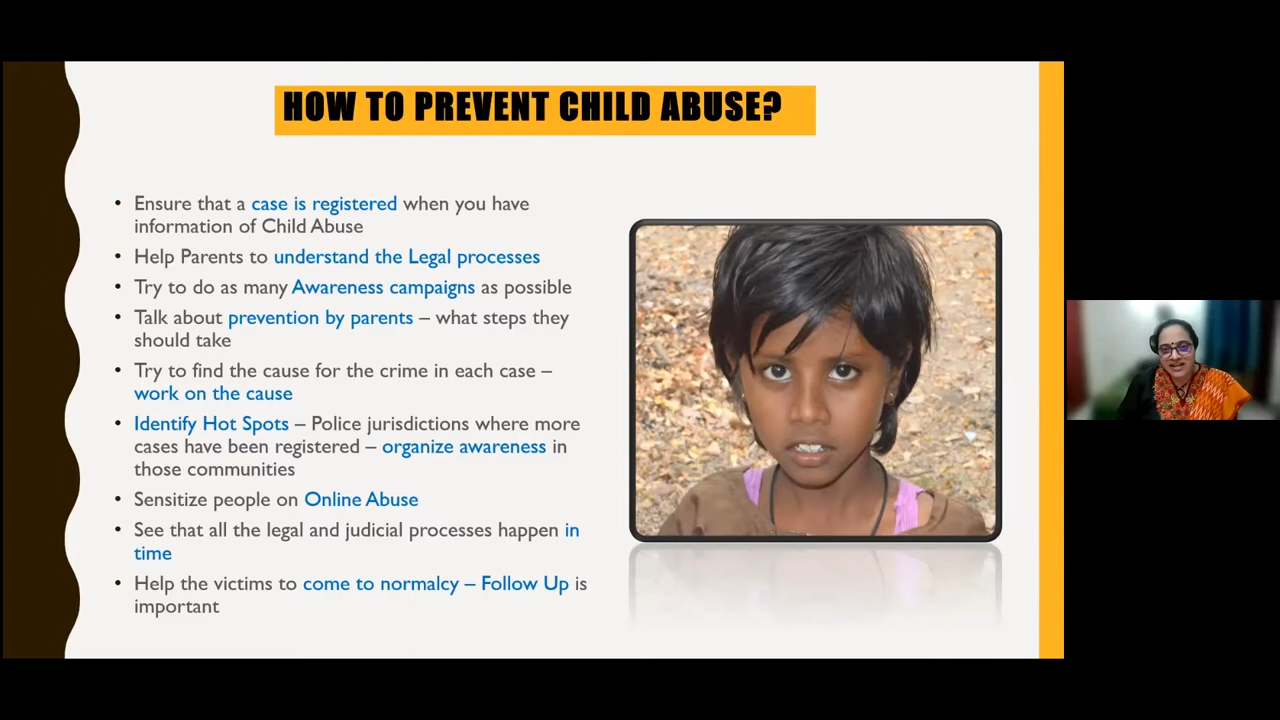 HOW TO PREVENT CHILD ABUSE?
• Ensure that a case is registered when you have
information of Child Abuse
• Help Parents to understand the Legal processes
• Try to do as many Awareness campaigns as possible
• Talk about prevention by parents – what steps they
should take
• Try to find the cause for the crime in each case –
work on the cause
• Identify Hot Spots – Police jurisdictions where more
cases have been registered – organize awareness in
those communities
• Sensitize people on Online Abuse
• See that all the legal and judicial processes happen in
time
• Help the victims to come to normalcy – Follow Up is
important